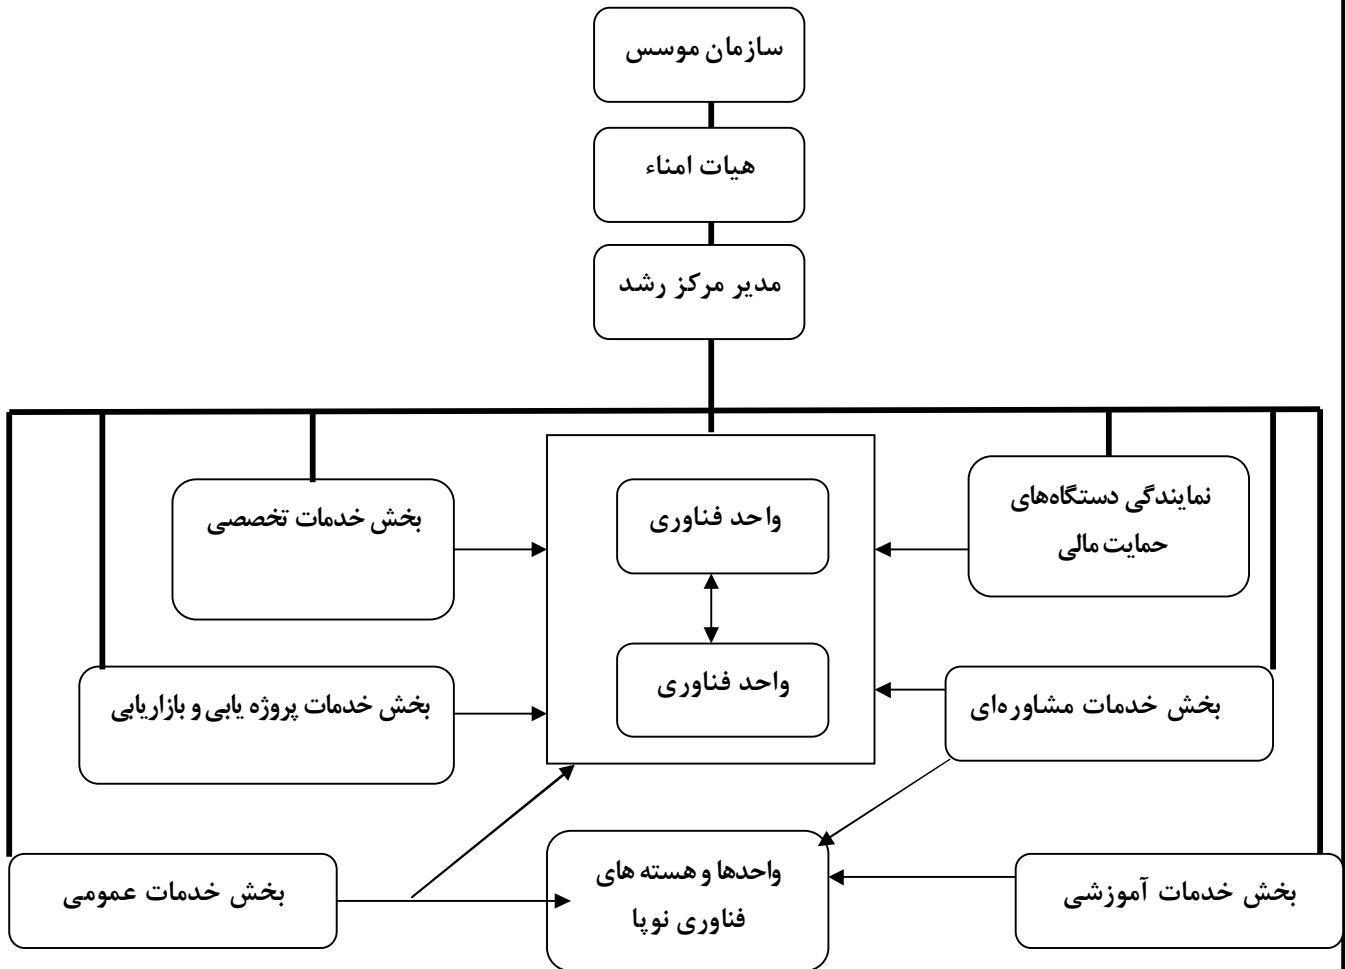 سازمان موسس
هیات امناء
مدیر مرکز رشد
نمایندگی دستگاه‌های
حمایت مالی
واحد فناوری
بخش خدمات تخصصی
واحد فناوری
بخش خدمات مشاوره‌ای
بخش خدمات پروژه یابی و بازاریابی
بخش خدمات آموزشی
واحدها و هسته های
فناوری نوپا
بخش خدمات عمومی